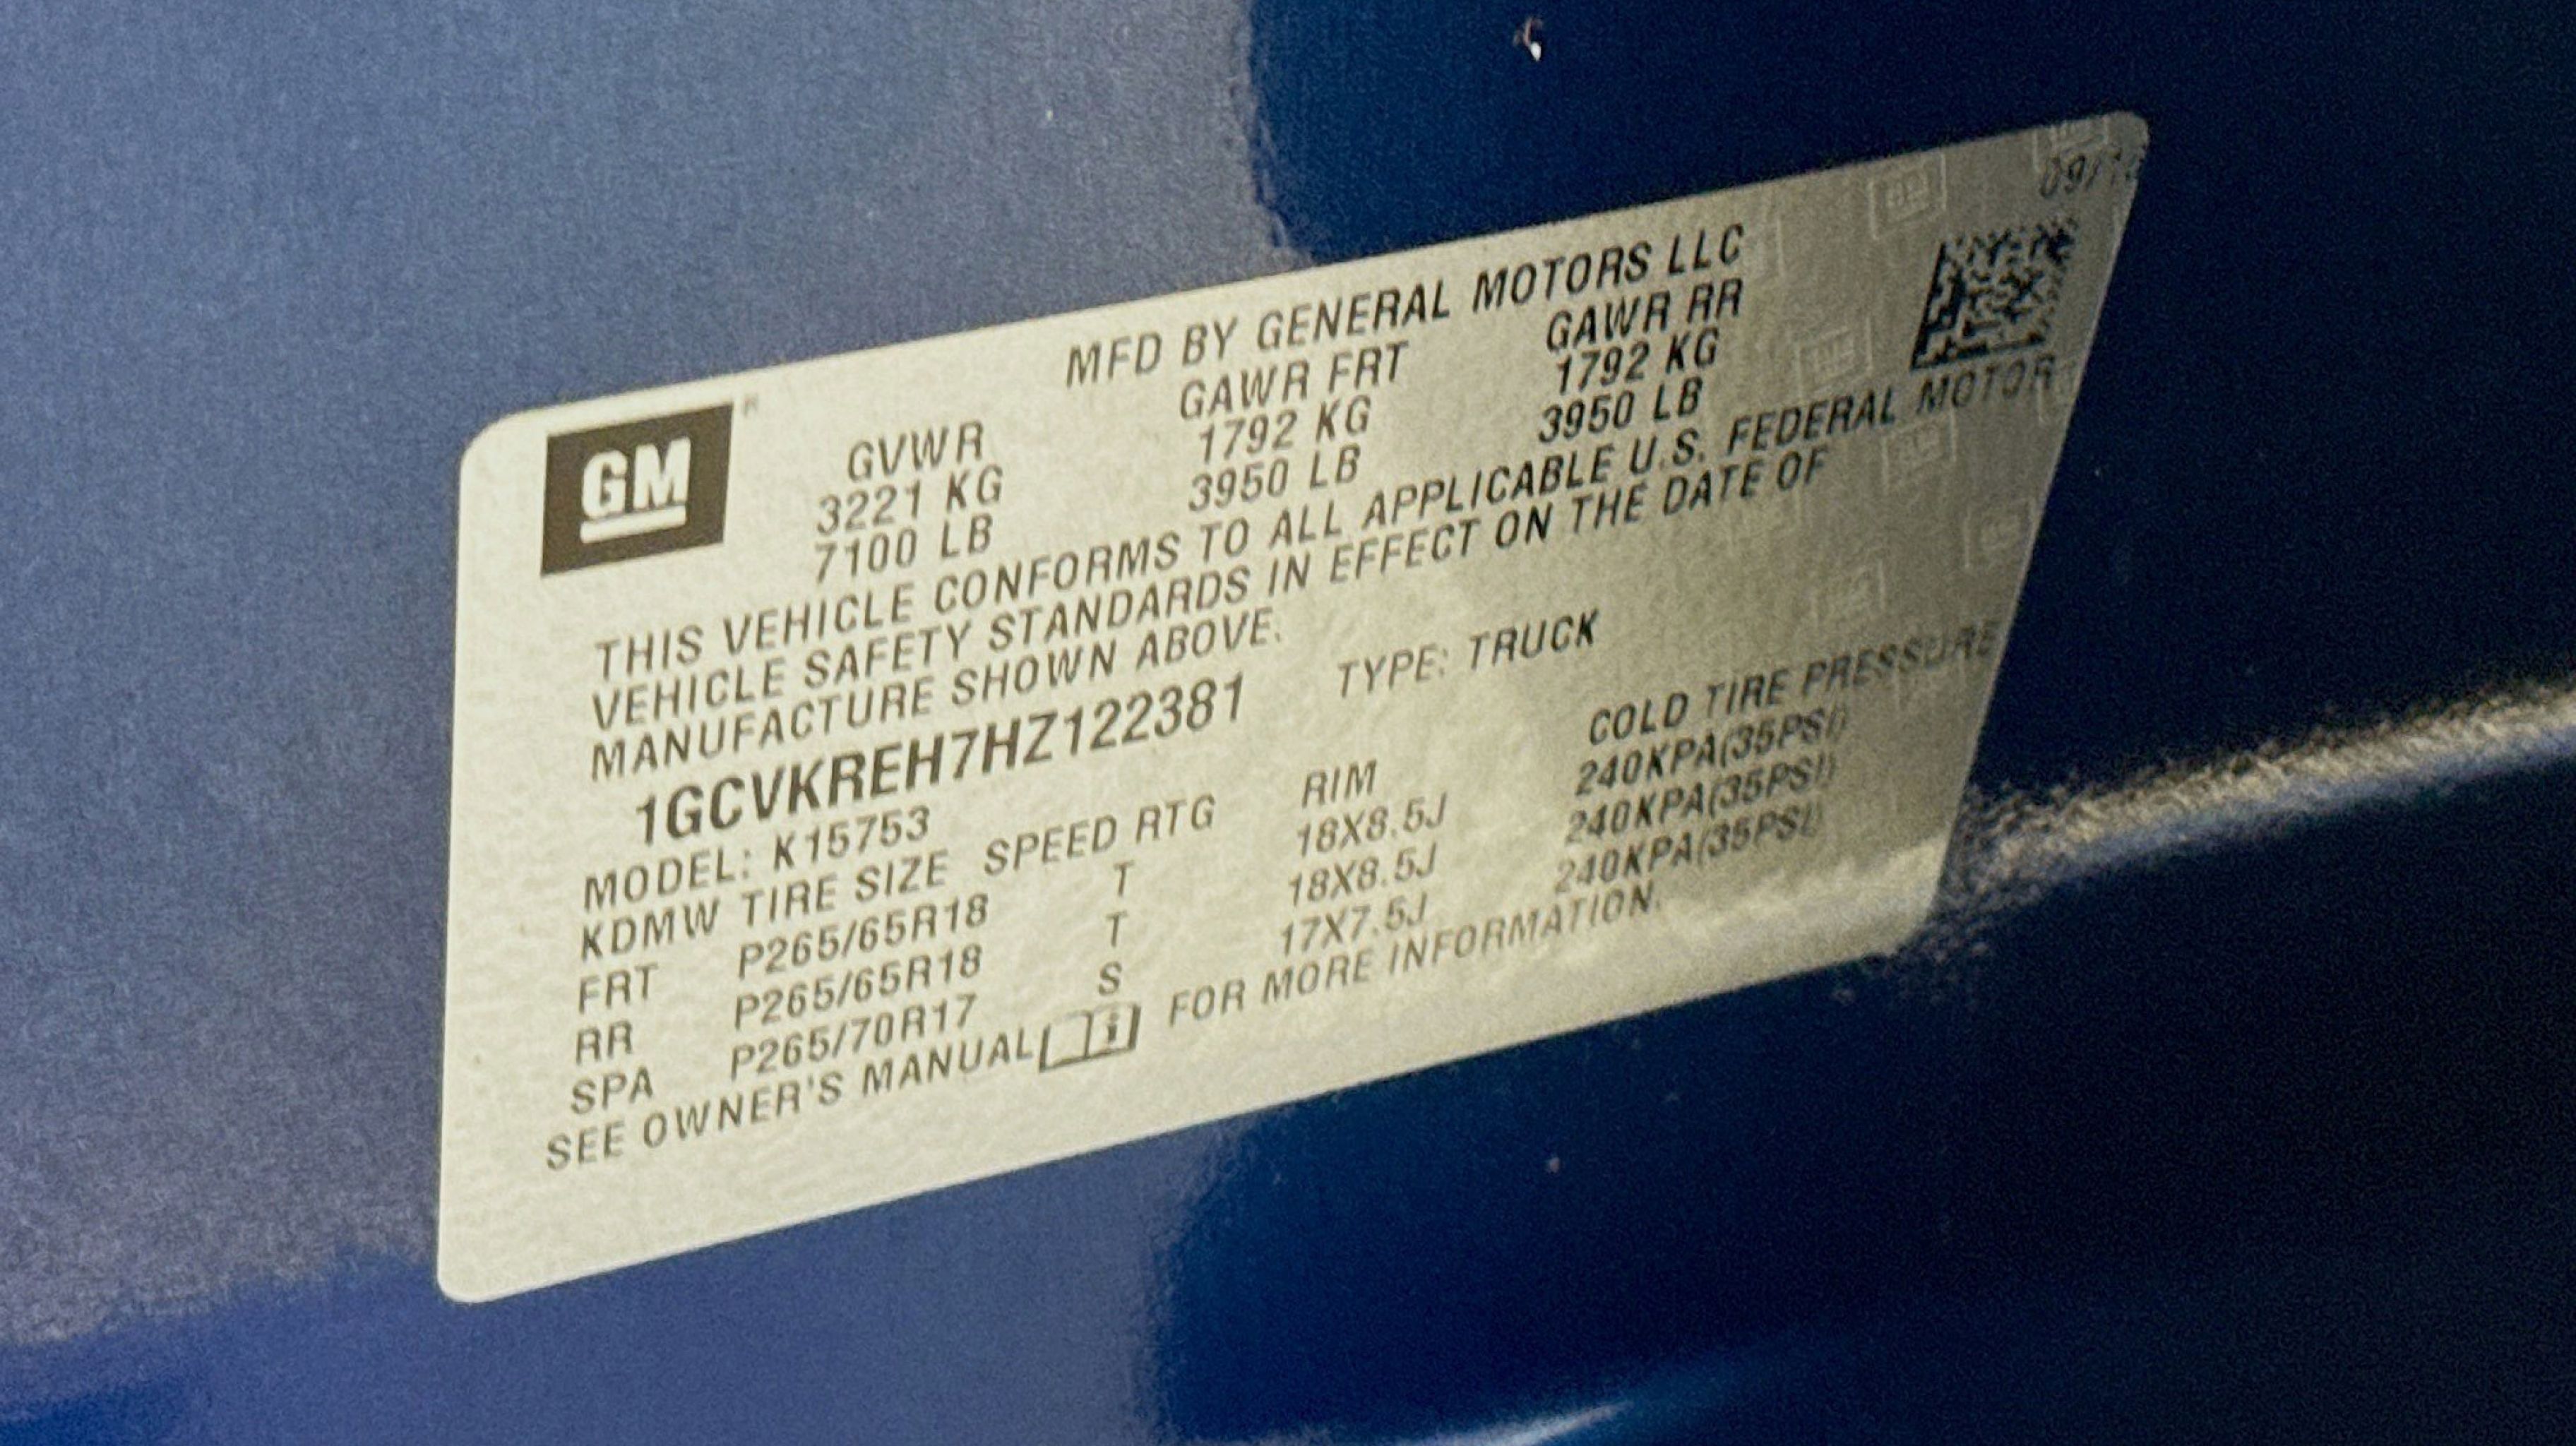 09/16
MFD BY GENERAL MOTORS LLC
GM ®
GVWR GAWR FRT GAWR RR
3221 KG 1792 KG 1792 KG
7100 LB 3950 LB 3950 LB
THIS VEHICLE CONFORMS TO ALL APPLICABLE U.S. FEDERAL MOTOR
VEHICLE SAFETY STANDARDS IN EFFECT ON THE DATE OF
MANUFACTURE SHOWN ABOVE.
1GCVKREH7HZ122381 TYPE: TRUCK
MODEL: K15753
KDMW TIRE SIZE SPEED RTG RIM COLD TIRE PRESSURE
FRT P265/65R18 T 18X8.5J 240KPA(35PSI)
RR P265/65R18 T 18X8.5J 240KPA(35PSI)
SPA P265/70R17 S 17X7.5J 240KPA(35PSI)
SEE OWNER'S MANUAL FOR MORE INFORMATION.